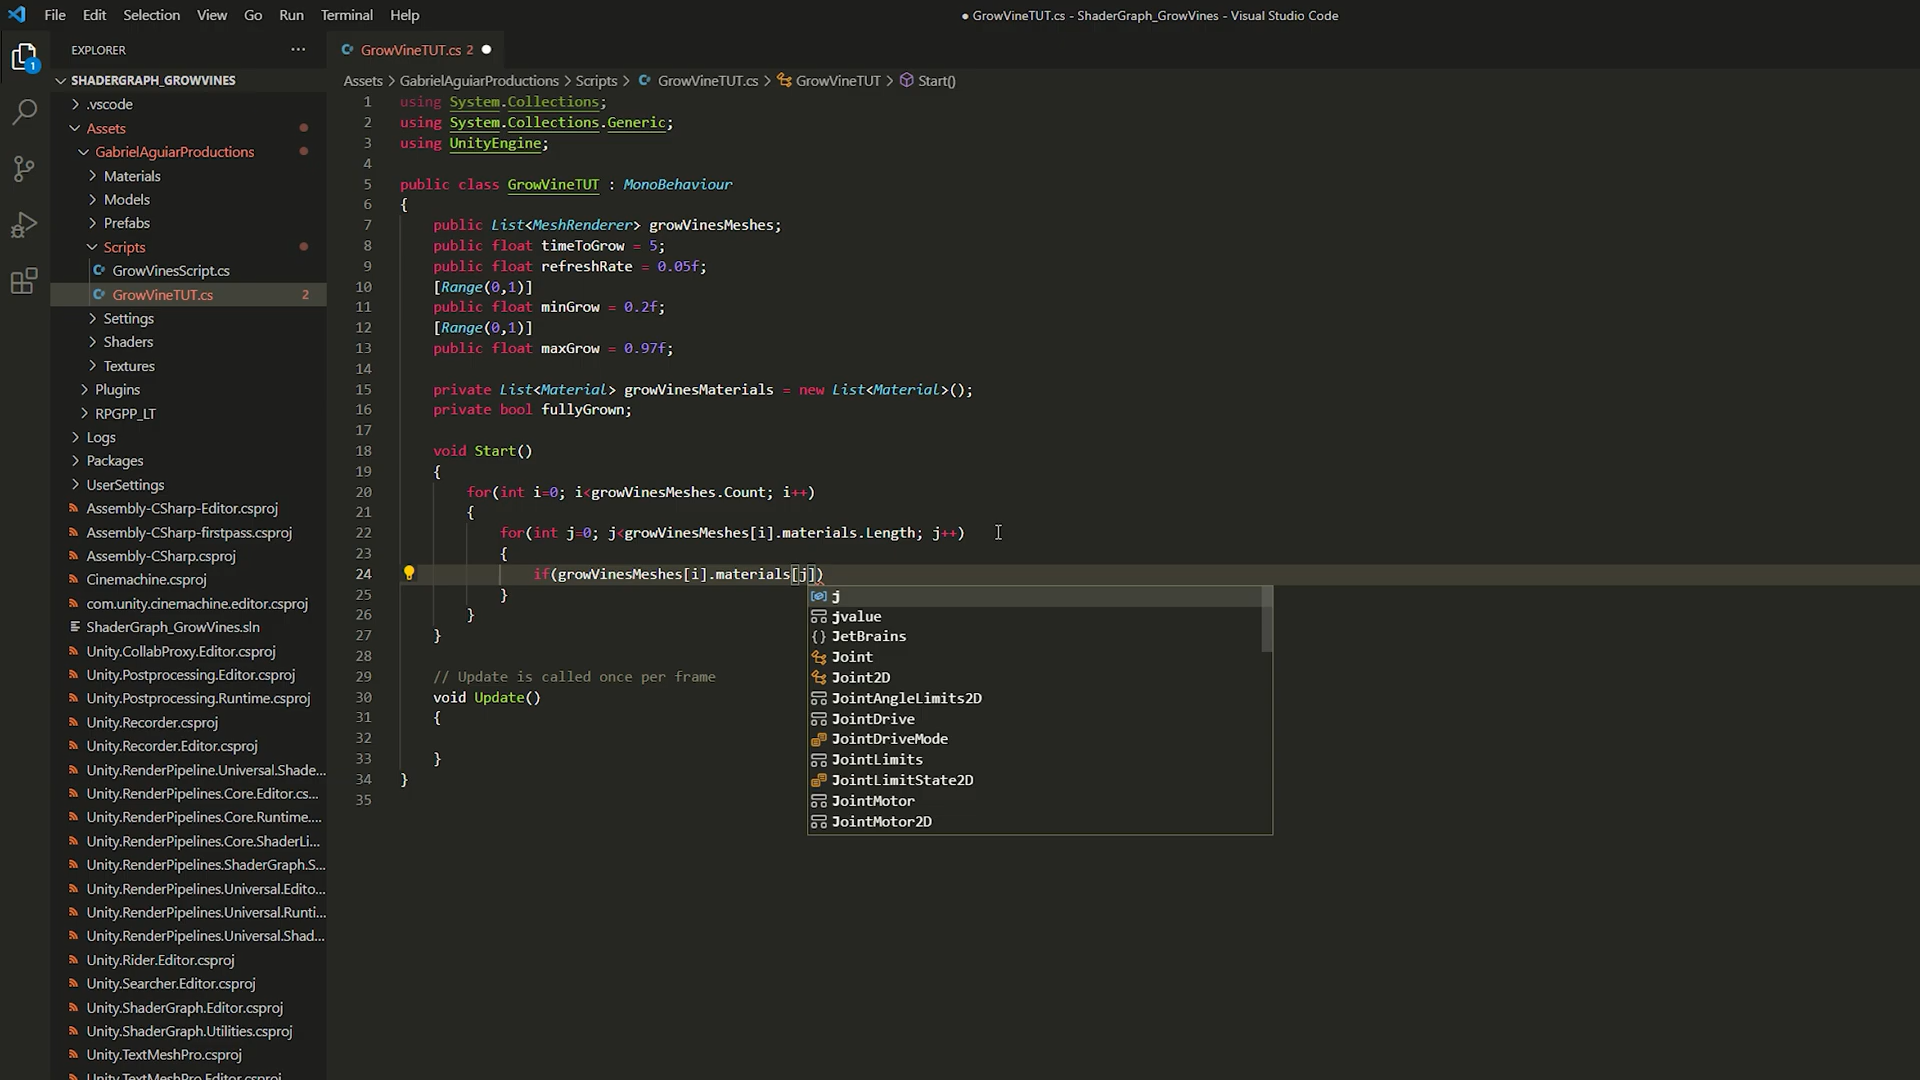 File Edit Selection View Go Run Terminal Help
● GrowVineTUT.cs - ShaderGraph_GrowVines - Visual Studio Code
EXPLORER ···
1
SHADERGRAPH_GROWVINES
.vscode
Assets
GabrielAguiarProductions
Materials
Models
Prefabs
Scripts
GrowVinesScript.cs
GrowVineTUT.cs 2
Settings
Shaders
Textures
Plugins
RPGPP_LT
Logs
Packages
UserSettings
Assembly-CSharp-Editor.csproj
Assembly-CSharp-firstpass.csproj
Assembly-CSharp.csproj
Cinemachine.csproj
com.unity.cinemachine.editor.csproj
ShaderGraph_GrowVines.sln
Unity.CollabProxy.Editor.csproj
Unity.Postprocessing.Editor.csproj
Unity.Postprocessing.Runtime.csproj
Unity.Recorder.csproj
Unity.Recorder.Editor.csproj
Unity.RenderPipeline.Universal.Shade...
Unity.RenderPipelines.Core.Editor.cs...
Unity.RenderPipelines.Core.Runtime....
Unity.RenderPipelines.Core.ShaderLi...
Unity.RenderPipelines.ShaderGraph.S...
Unity.RenderPipelines.Universal.Edito...
Unity.RenderPipelines.Universal.Runti...
Unity.RenderPipelines.Universal.Shad...
Unity.Rider.Editor.csproj
Unity.Searcher.Editor.csproj
Unity.ShaderGraph.Editor.csproj
Unity.ShaderGraph.Utilities.csproj
Unity.TextMeshPro.csproj
Unity.TextMeshPro.Editor.csproj
GrowVineTUT.cs 2 ●
Assets > GabrielAguiarProductions > Scripts > GrowVineTUT.cs > GrowVineTUT > Start()
1 using System.Collections;
2 using System.Collections.Generic;
3 using UnityEngine;
4
5 public class GrowVineTUT : MonoBehaviour
6 {
7 public List<MeshRenderer> growVinesMeshes;
8 public float timeToGrow = 5;
9 public float refreshRate = 0.05f;
10 [Range(0,1)]
11 public float minGrow = 0.2f;
12 [Range(0,1)]
13 public float maxGrow = 0.97f;
14
15 private List<Material> growVinesMaterials = new List<Material>();
16 private bool fullyGrown;
17
18 void Start()
19 {
20 for(int i=0; i<growVinesMeshes.Count; i++)
21 {
22 for(int j=0; j<growVinesMeshes[i].materials.Length; j++)
23 {
24 if(growVinesMeshes[i].materials[j])
25 }
26 }
27 }
28
29 // Update is called once per frame
30 void Update()
31 {
32
33 }
34 }
35
j
jvalue
JetBrains
Joint
Joint2D
JointAngleLimits2D
JointDrive
JointDriveMode
JointLimits
JointLimitState2D
JointMotor
JointMotor2D